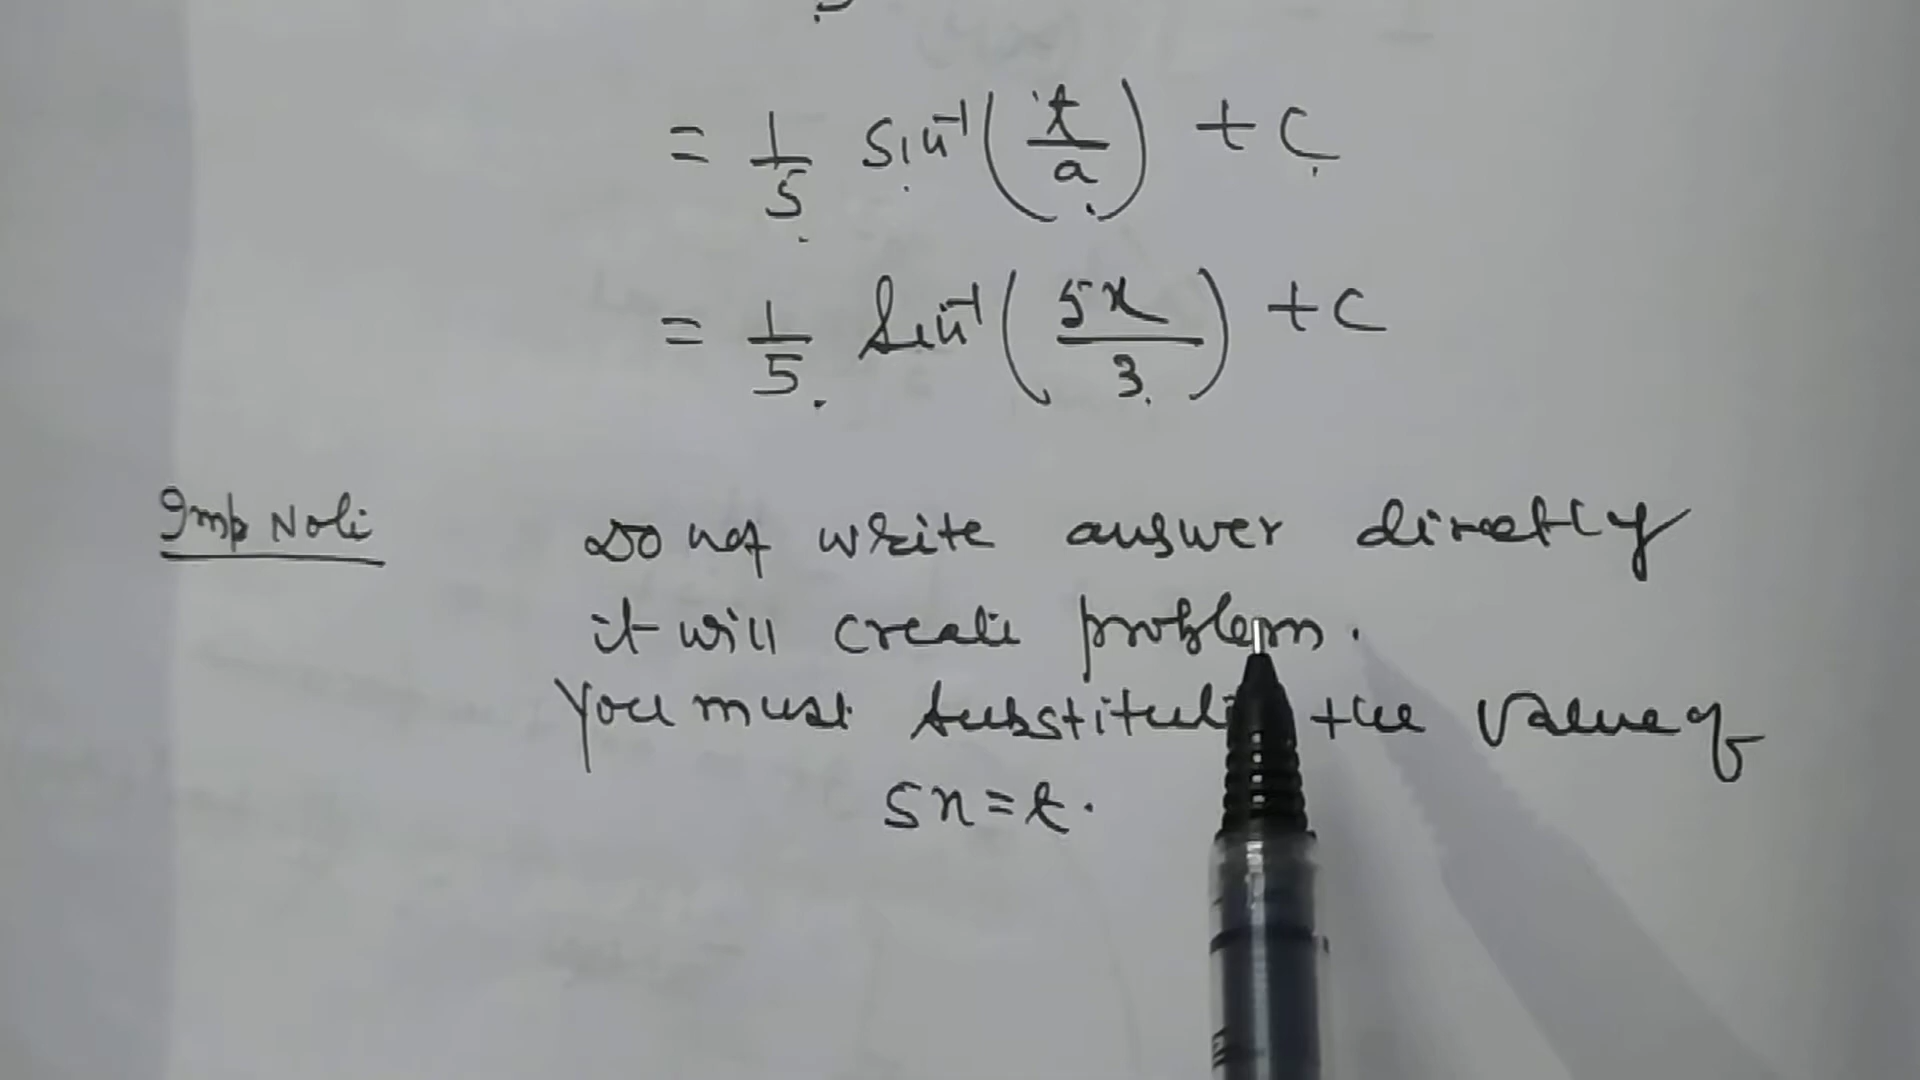 = 1/5 sin⁻¹(t/a) + c
= 1/5 sin⁻¹(5x/3) + c
Imp Note Do not write answer directly
it will create problem.
You must substitute the value of
5x = t.